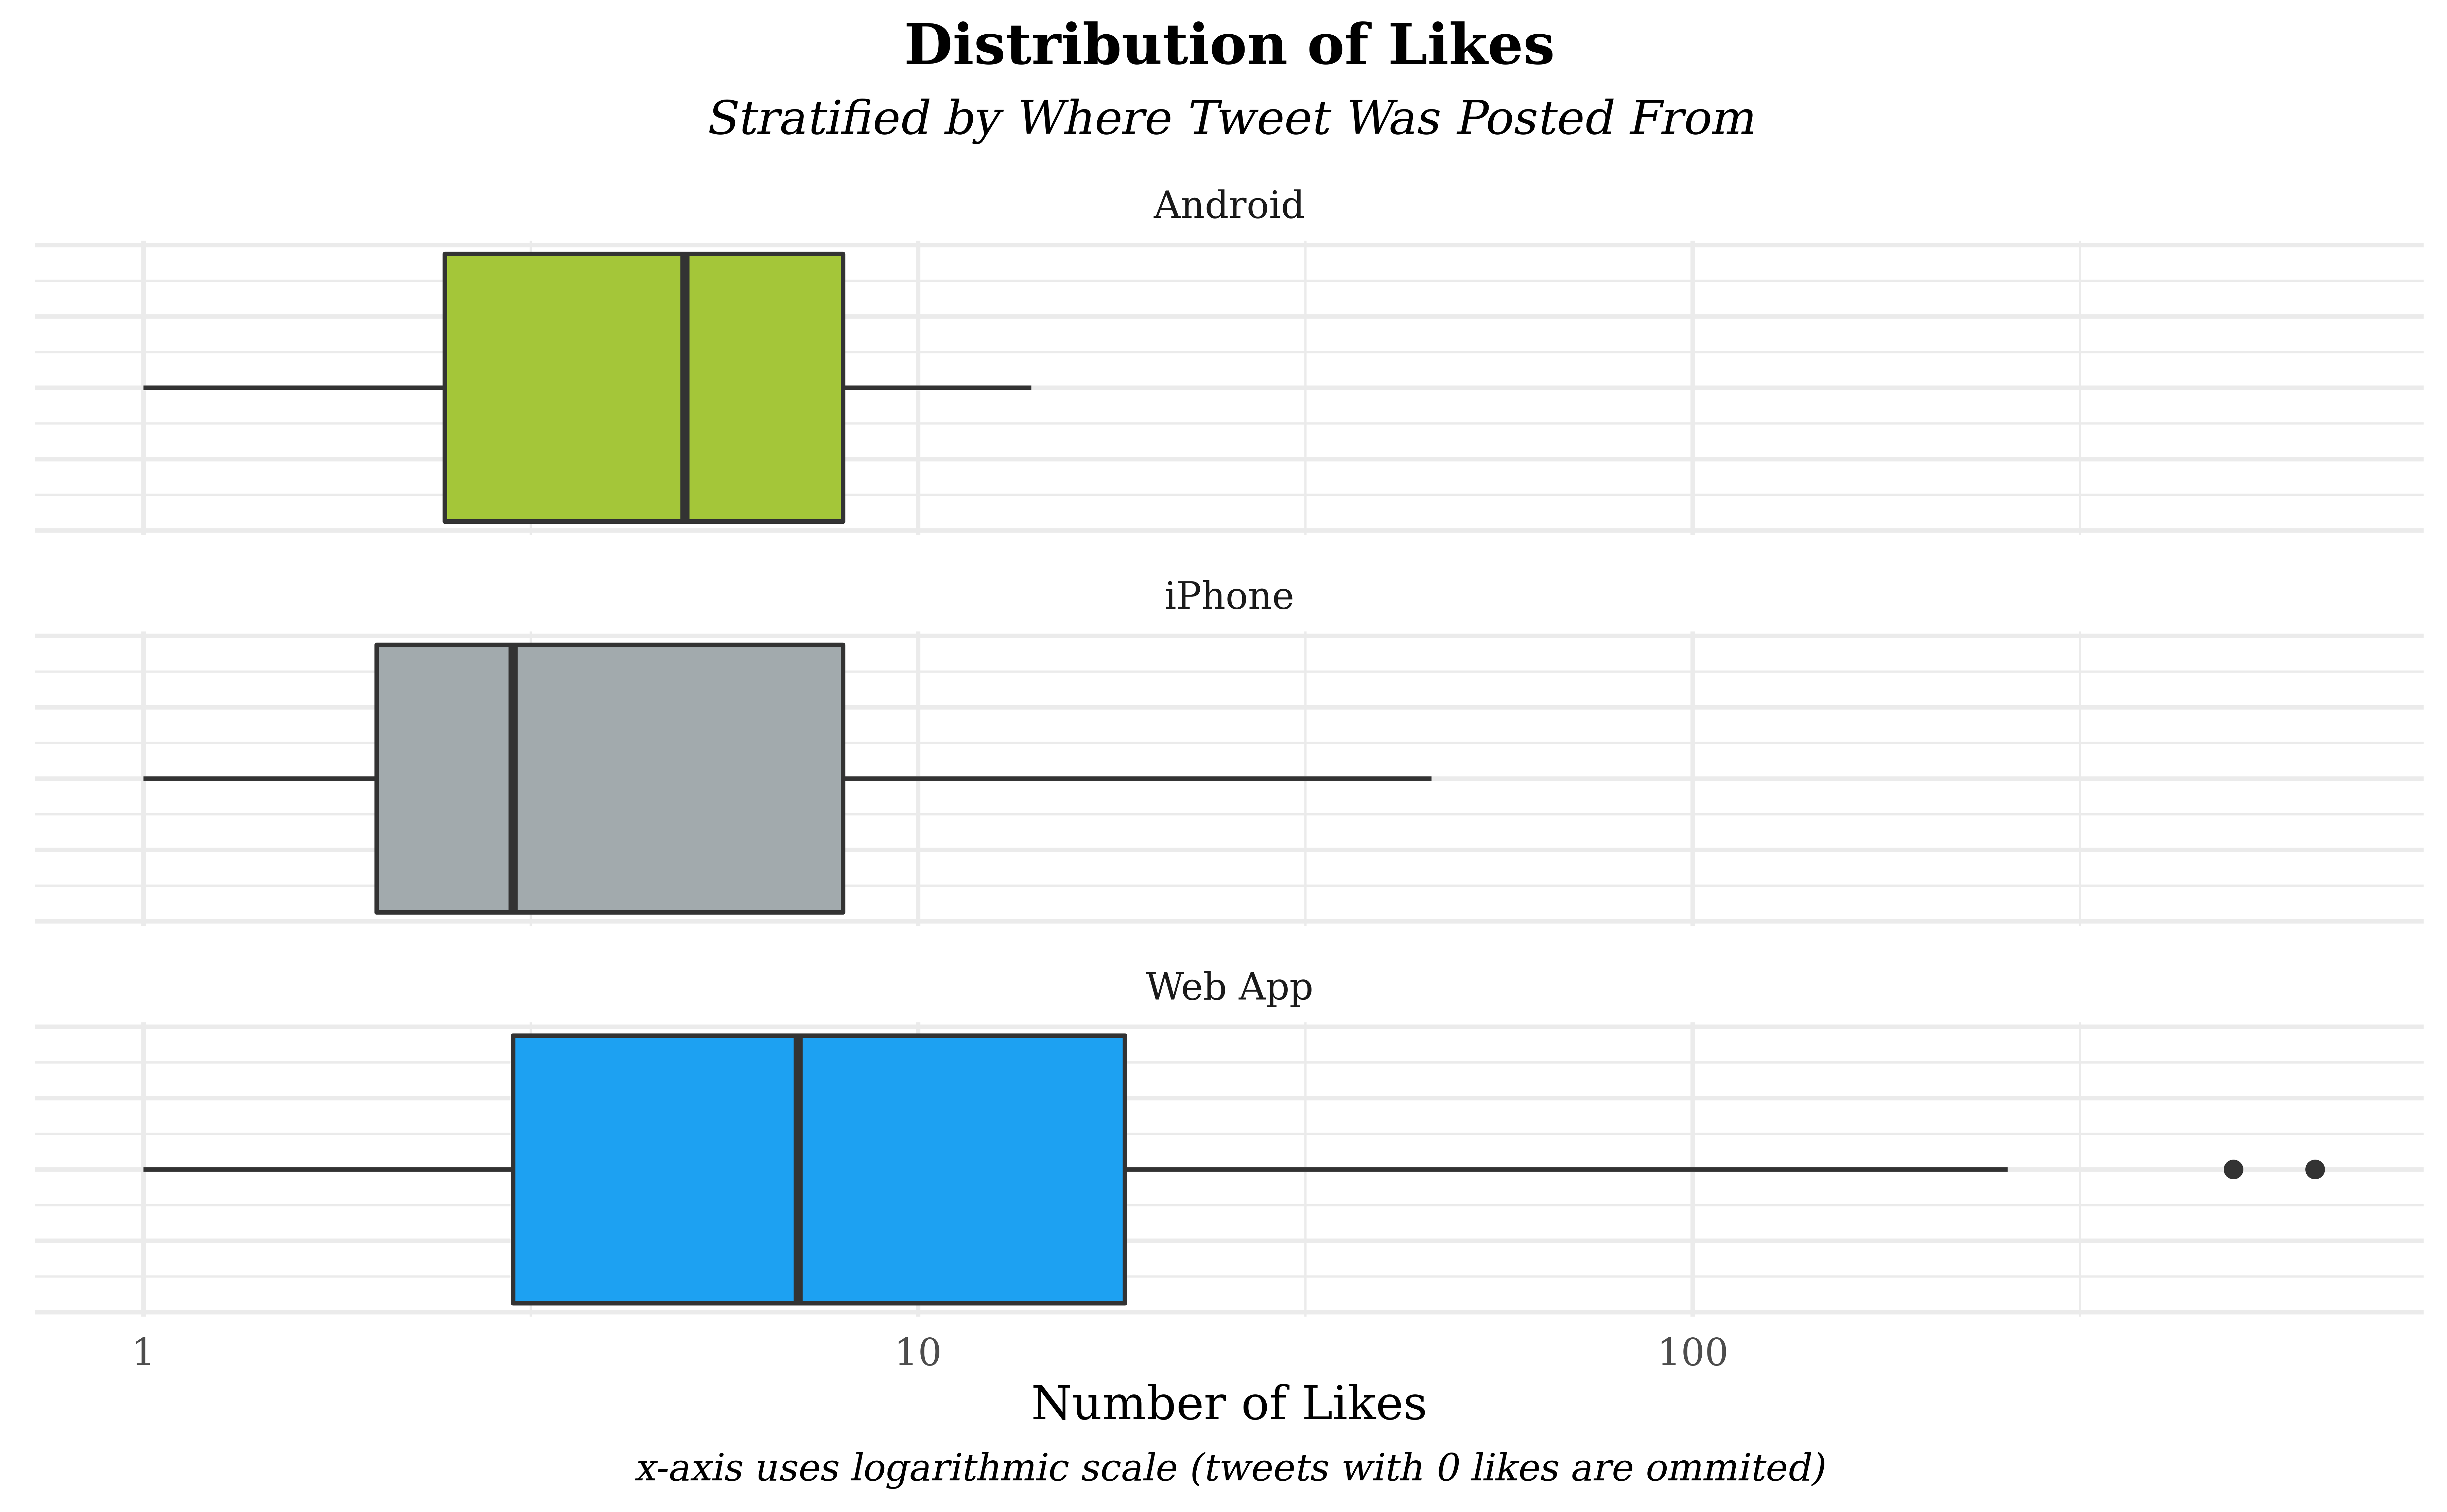 Distribution of Likes
Stratified by Where Tweet Was Posted From
Android
iPhone
Web App
1 10 100
Number of Likes
x-axis uses logarithmic scale (tweets with 0 likes are ommited)